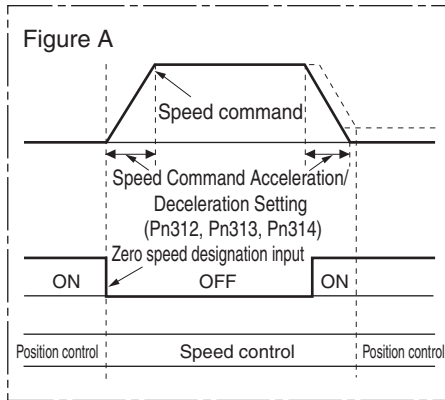 Figure A
Speed command
Speed Command Acceleration/
Deceleration Setting
(Pn312, Pn313, Pn314)
Zero speed designation input
ON
OFF
ON
Position control
Speed control
Position control